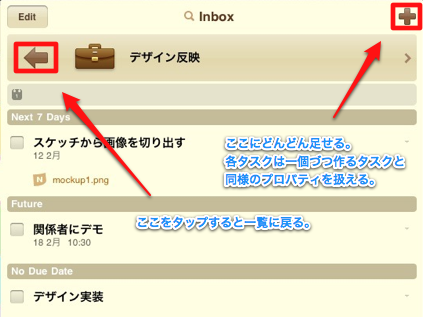 Edit
Inbox
デザイン反映
Next 7 Days
スケッチから画像を切り出す
12 2月
mockup1.png
ここにどんどん足せる。
各タスクは一個づつ作るタスクと
同様のプロパティを扱える。
Future
ここをタップすると一覧に戻る。
関係者にデモ
18 2月 10:30
No Due Date
デザイン実装